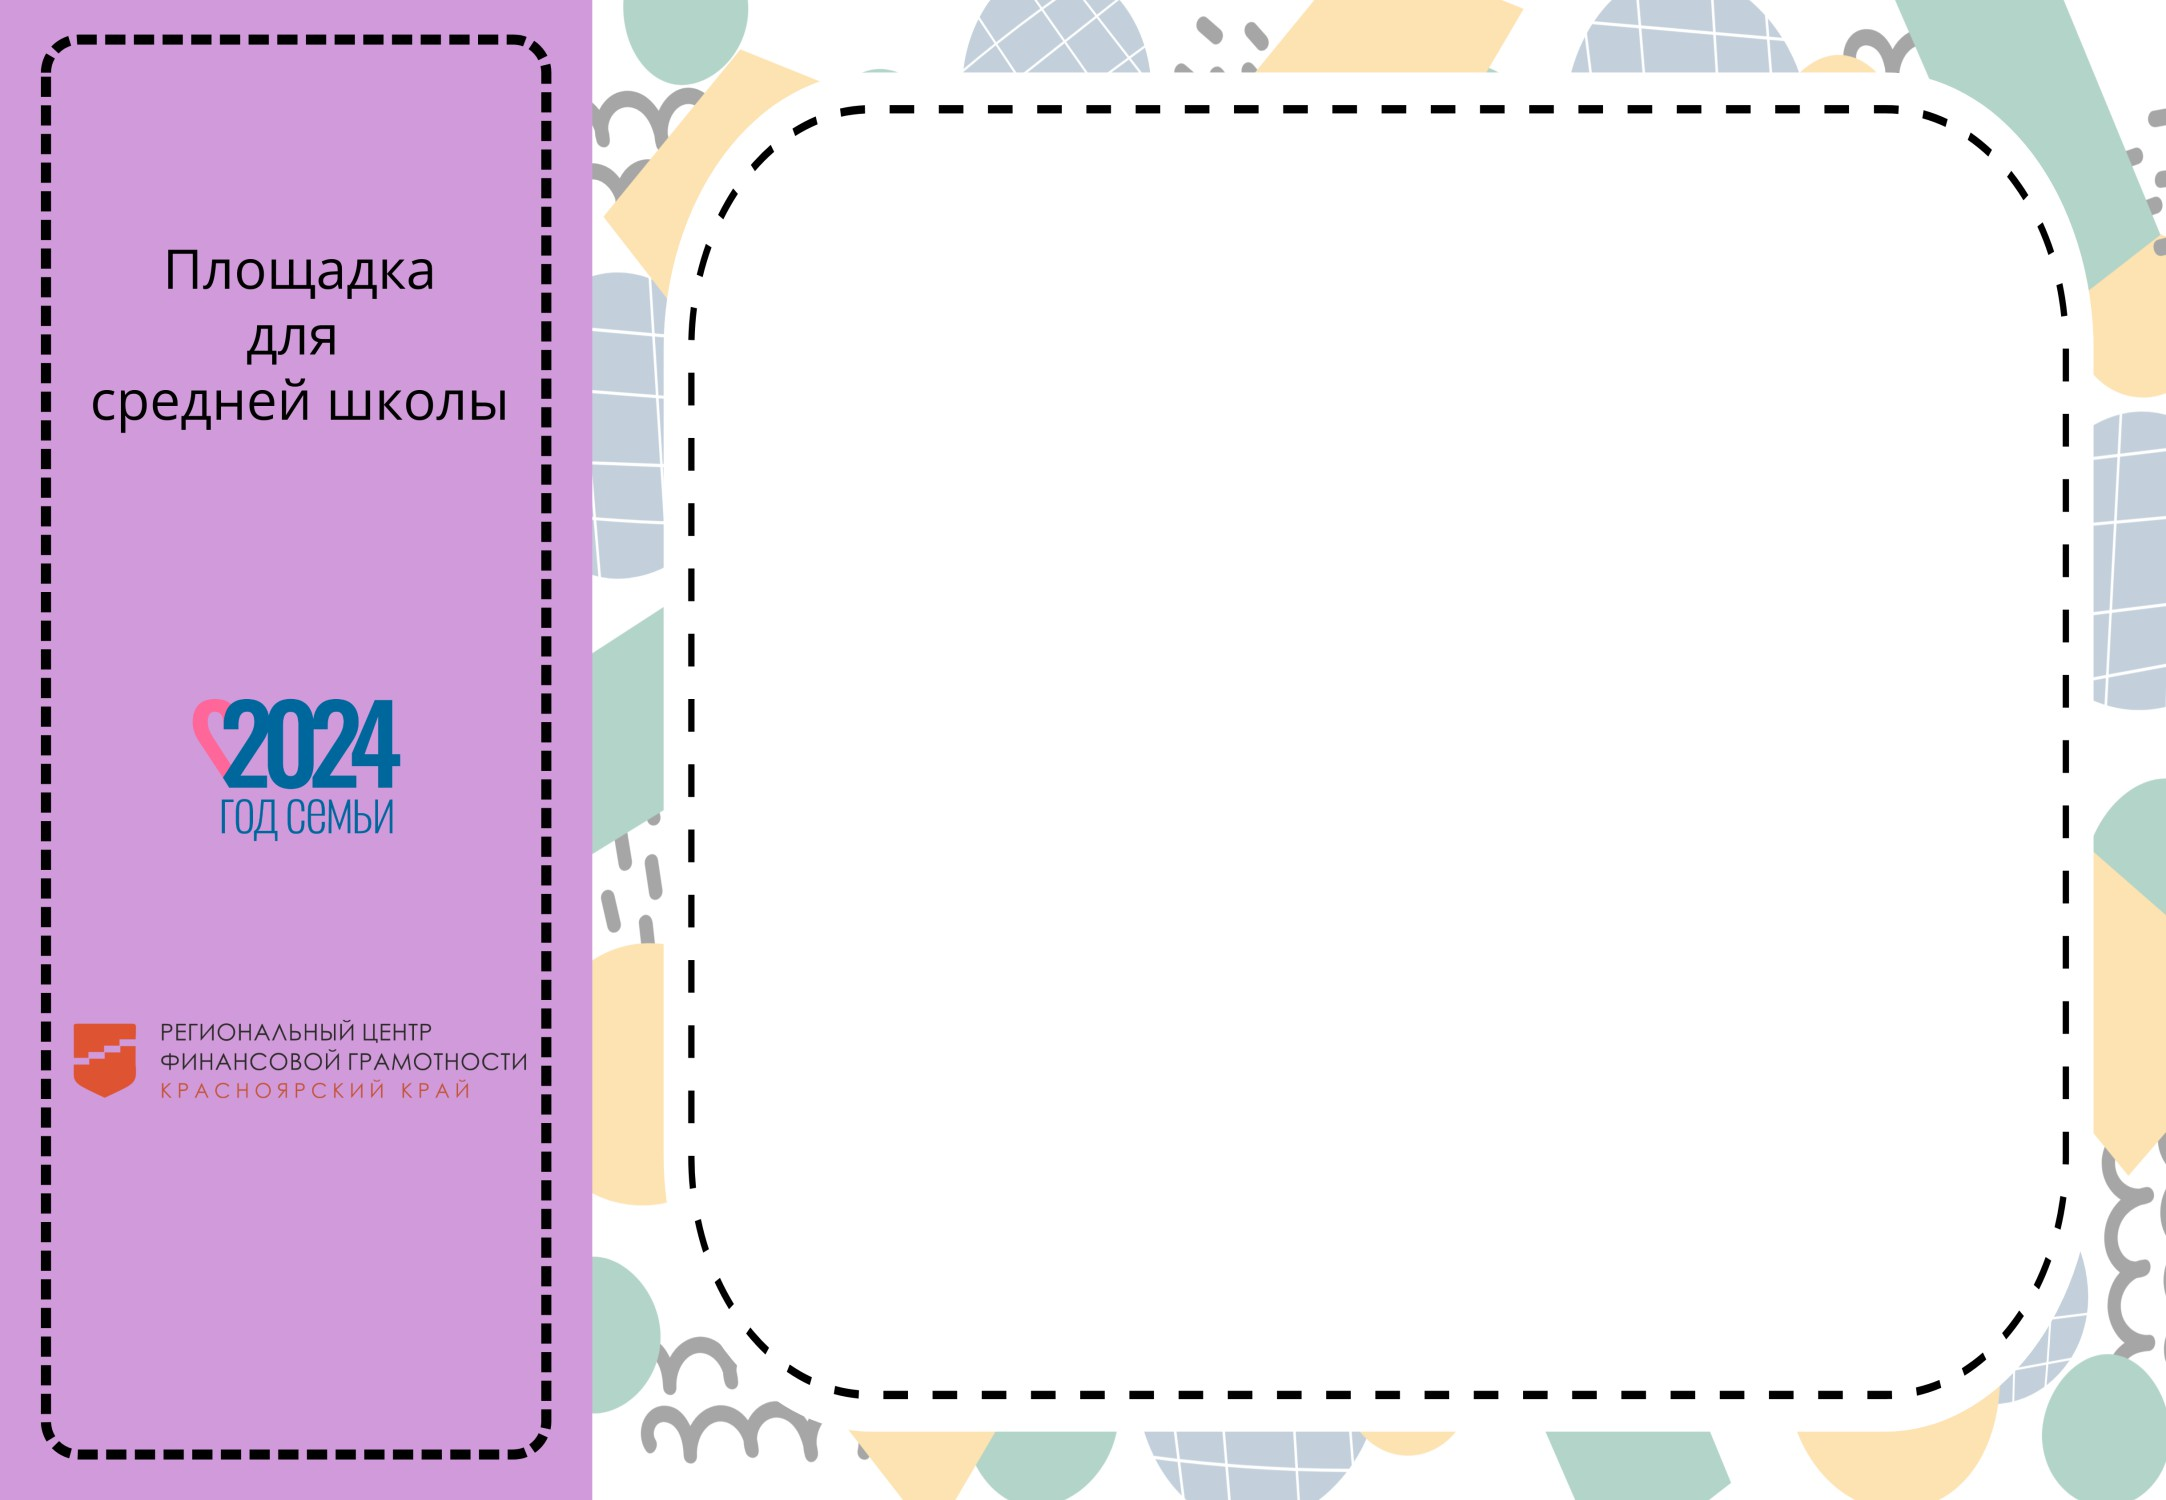 Площадка
для
средней школы
2024
год семьи
РЕГИОНАЛЬНЫЙ ЦЕНТР
ФИНАНСОВОЙ ГРАМОТНОСТИ
КРАСНОЯРСКИЙ КРАЙ